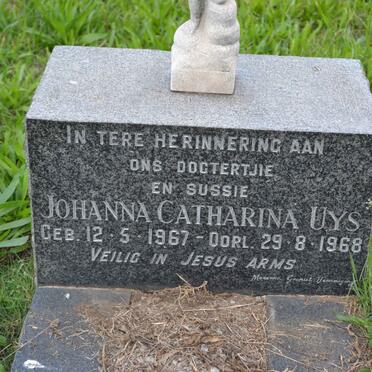 IN TERE HERINNERING AAN
ONS DOGTERTJIE
EN SUSSIE
JOHANNA CATHARINA UYS
GEB. 12-5-1967 - OORL. 29-8-1968
VEILIG IN JESUS ARMS